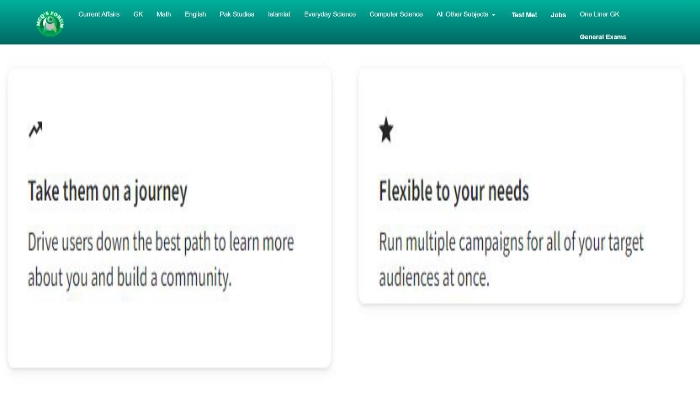 MCQ'S FORUM
Current Affairs GK Math English Pak Studies Islamiat Everyday Science Computer Science All Other Subjects Test Me! Jobs One Liner GK
General Exams
Take them on a journey
Drive users down the best path to learn more
about you and build a community.
Flexible to your needs
Run multiple campaigns for all of your target
audiences at once.